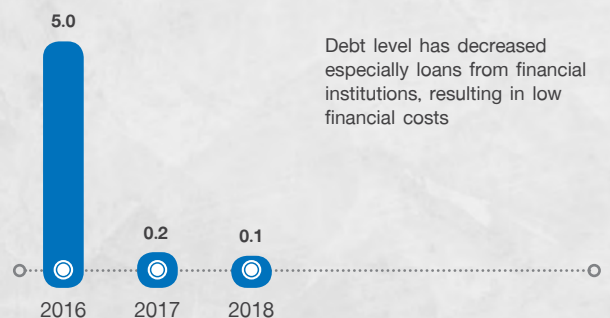 5.0
Debt level has decreased
especially loans from financial
institutions, resulting in low
financial costs
0.2
0.1
2016
2017
2018